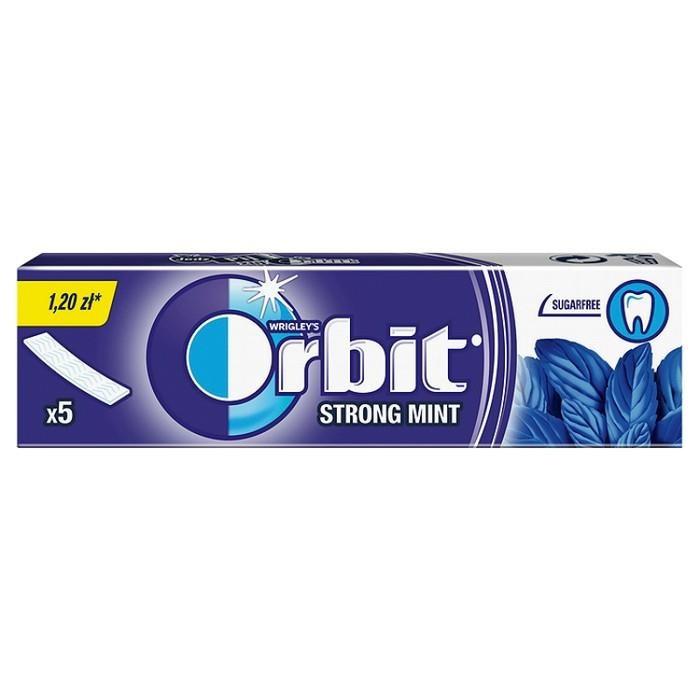 1,20 zł*
x5
WRIGLEY'S
Orbit
STRONG MINT
SUGARFREE